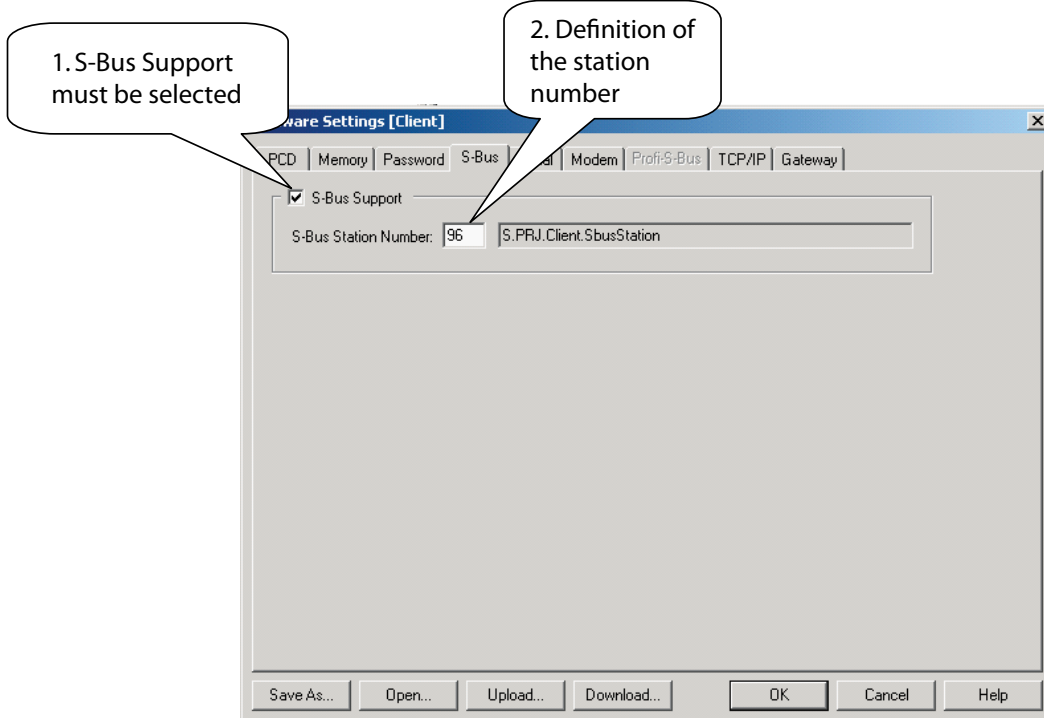 1. S-Bus Support
must be selected
2. Definition of
the station
number
ware Settings [Client]
PCD Memory Password S-Bus al Modem Profi-S-Bus TCP/IP Gateway
S-Bus Support
S-Bus Station Number: 96 S.PRJ.Client.SbusStation
Save As... Open... Upload... Download... OK Cancel Help